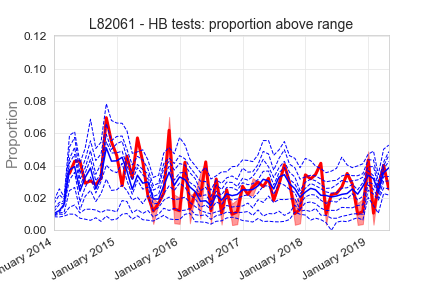 L82061 - HB tests: proportion above range
0.12
0.10
0.08
0.06
0.04
0.02
0.00
Proportion
nuary 2014
January 2015
January 2016
January 2017
January 2018
January 2019